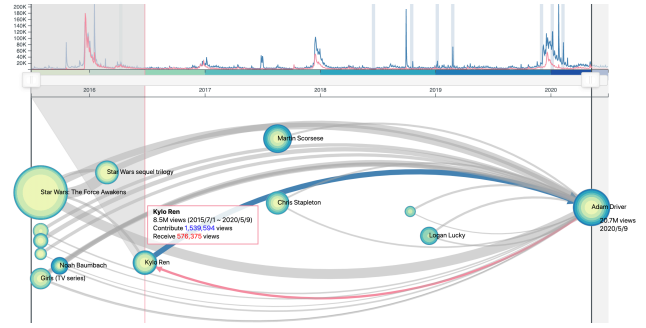 200K
180K
160K
140K
120K
100K
80K
60K
40K
20K
2016
2017
2018
2019
2020
Martin Scorsese
Star Wars sequel trilogy
Star Wars: The Force Awakens
Chris Stapleton
Adam Driver
Kylo Ren
8.5M views (2015/7/1 ~ 2020/5/9)
Contribute 1,539,594 views
Receive 576,375 views
20.7M views
2020/5/9
Logan Lucky
Noah Baumbach
Kylo Ren
Girls (TV series)